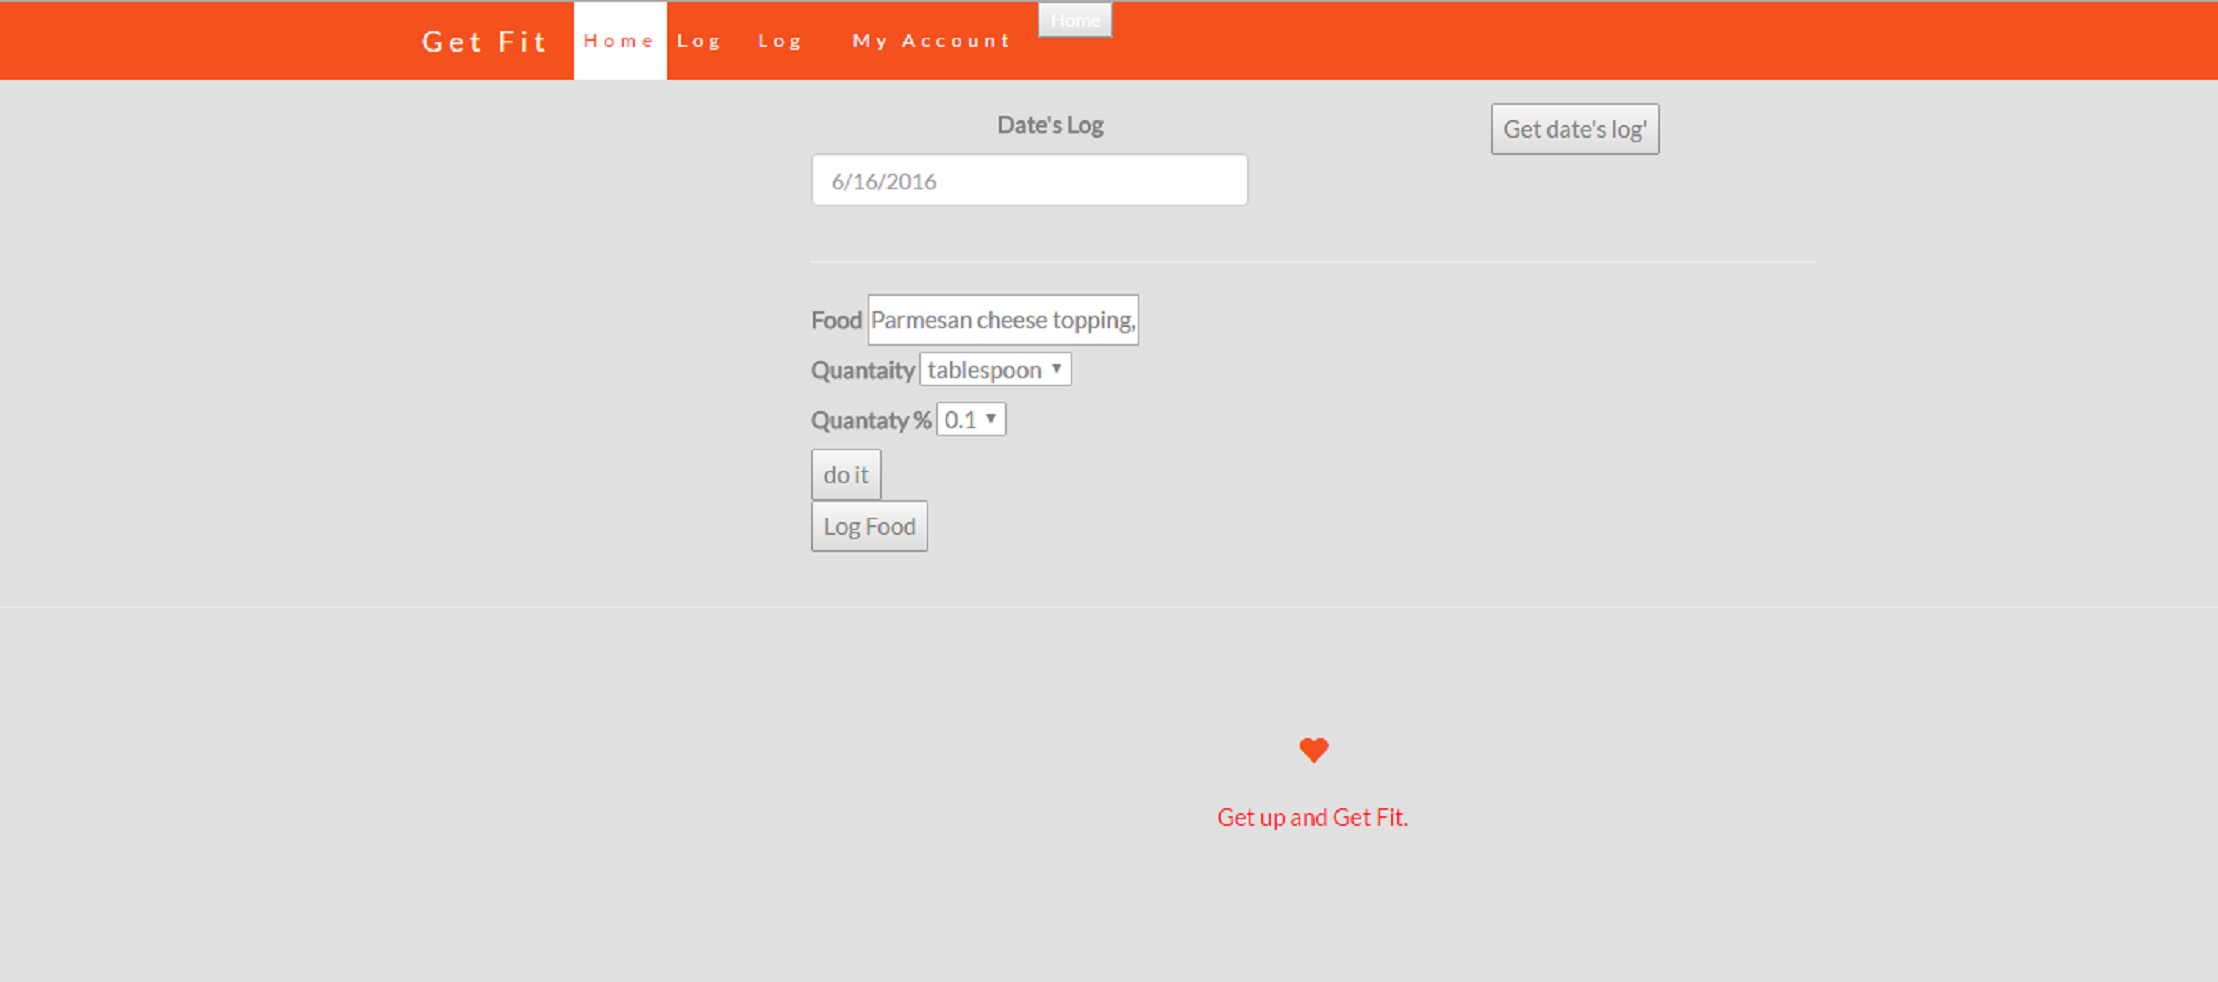 Get Fit Home Log Log My Account Home
Date's Log
Get date's log'
6/16/2016
Food Parmesan cheese topping,
Quantaity tablespoon
Quantaty % 0.1
do it
Log Food
Get up and Get Fit.